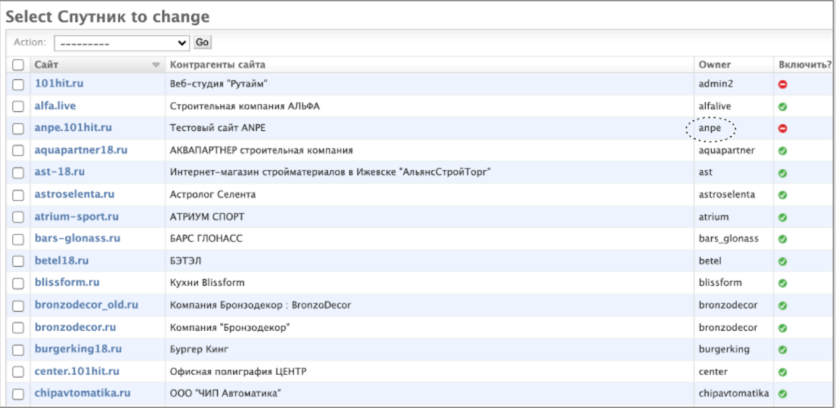 Select Спутник to change
Action: --------- Go
Сайт Контрагенты сайта Owner Включить?
101hit.ru Веб-студия "Рутайм" admin2
alfa.live Строительная компания АЛЬФА alfalive
anpe.101hit.ru Тестовый сайт ANPE anpe
aquapartner18.ru АКВАПАРТНЕР строительная компания aquapartner
ast-18.ru Интернет-магазин стройматериалов в Ижевске "АльянсСтройТорг" ast
astroselenta.ru Астролог Селента astroselenta
atrium-sport.ru АТРИУМ СПОРТ atrium
bars-glonass.ru БАРС ГЛОНАСС bars_glonass
betel18.ru БЭТЭЛ betel
blissform.ru Кухни Blissform blissform
bronzodecor_old.ru Компания Бронзодекор : BronzoDecor bronzodecor
bronzodecor.ru Компания "Бронзодекор" bronzodecor
burgerking18.ru Бургер Кинг burgerking
center.101hit.ru Офисная полиграфия ЦЕНТР center
chipavtomatika.ru ООО "ЧИП Автоматика" chipavtomatika